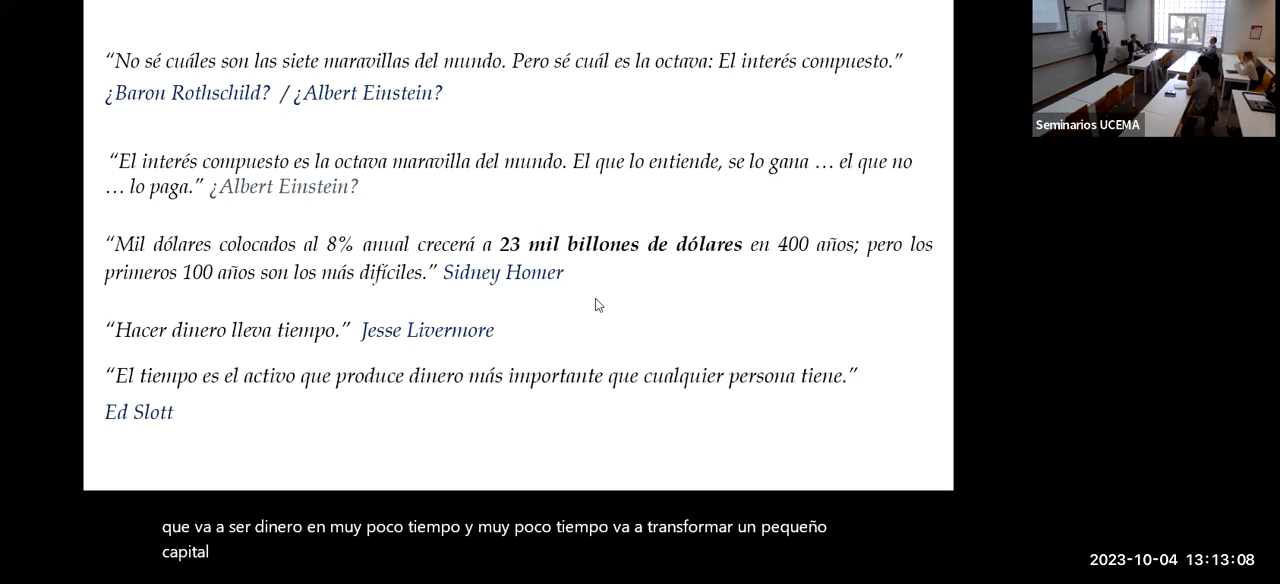 “No sé cuáles son las siete maravillas del mundo. Pero sé cuál es la octava: El interés compuesto.”
¿Baron Rothschild? / ¿Albert Einstein?
“El interés compuesto es la octava maravilla del mundo. El que lo entiende, se lo gana … el que no
… lo paga.” ¿Albert Einstein?
“Mil dólares colocados al 8% anual crecerá a 23 mil billones de dólares en 400 años; pero los
primeros 100 años son los más difíciles.” Sidney Homer
“Hacer dinero lleva tiempo.” Jesse Livermore
“El tiempo es el activo que produce dinero más importante que cualquier persona tiene.”
Ed Slott
Seminarios UCEMA
que va a ser dinero en muy poco tiempo y muy poco tiempo va a transformar un pequeño
capital
2023-10-04 13:13:08